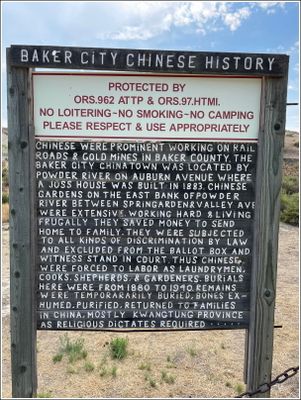 BAKER CITY CHINESE HISTORY
PROTECTED BY
ORS.962 ATTP & ORS.97.HTMI.
NO LOITERING~NO SMOKING~NO CAMPING
PLEASE RESPECT & USE APPROPRIATELY
CHINESE WERE PROMINENT WORKING ON RAIL
ROADS & GOLD MINES IN BAKER COUNTY. THE
BAKER CITY CHINATOWN WAS LOCATED BY
POWDER RIVER ON AUBURN AVENUE WHERE
A JOSS HOUSE WAS BUILT IN 1883. CHINESE
GARDENS ON THE EAST BANK OF POWDER
RIVER BETWEEN SPRINGARDEN & VALLEY AVE
WERE EXTENSIVE. WORKING HARD & LIVING
FRUGALLY THEY SAVED MONEY TO SEND
HOME TO FAMILY. THEY WERE SUBJECTED
TO ALL KINDS OF DISCRIMINATION BY LAW
AND EXCLUDED FROM THE BALLOT BOX AND
WITNESS STAND IN COURT. THUS CHINESE,
WERE FORCED TO LABOR AS LAUNDRYMEN,
COOKS, SHEPHERDS, & GARDENERS. BURIALS
HERE WERE FROM 1880 TO 1940. REMAINS
WERE TEMPORARARILY BURIED, BONES EX-
HUMED, PURIFIED, RETURNED TO FAMILIES
IN CHINA, MOSTLY KWANGTUNG PROVINCE
AS RELIGIOUS DICTATES REQUIRED